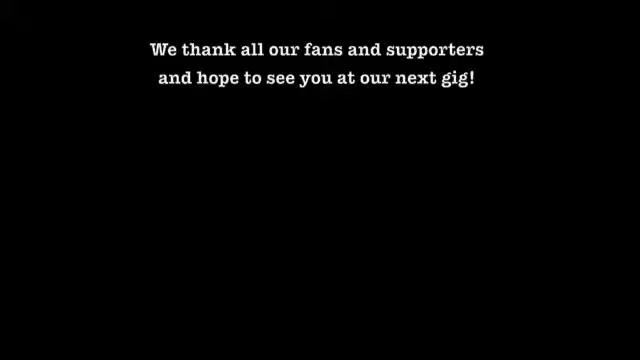 We thank all our fans and supporters
and hope to see you at our next gig!